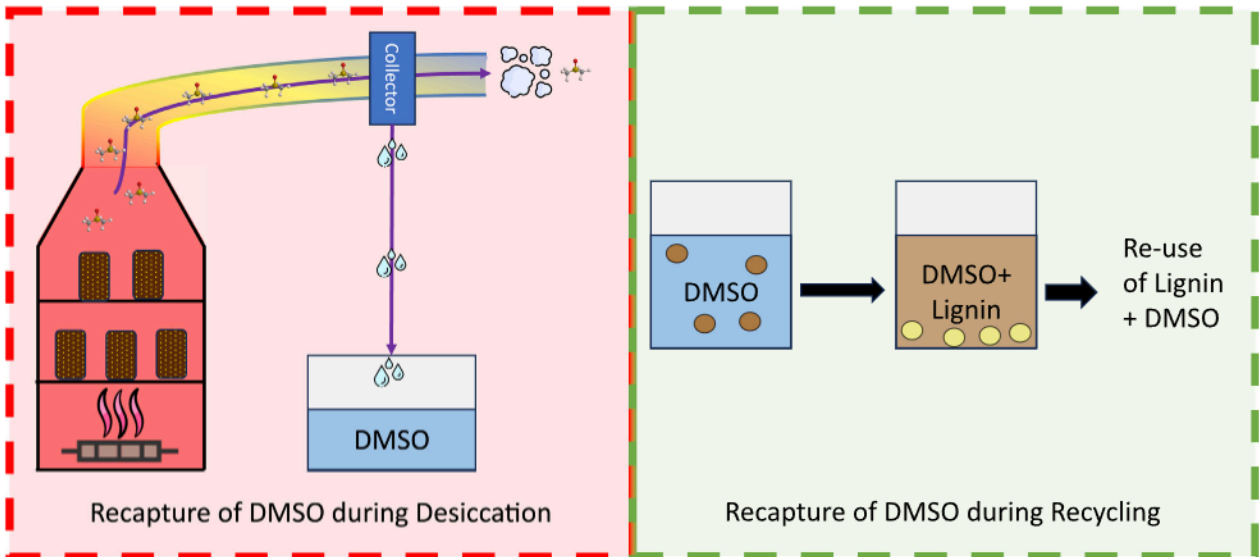 Collector
DMSO
Recapture of DMSO during Desiccation
DMSO
DMSO+
Lignin
Re-use
of Lignin
+ DMSO
Recapture of DMSO during Recycling